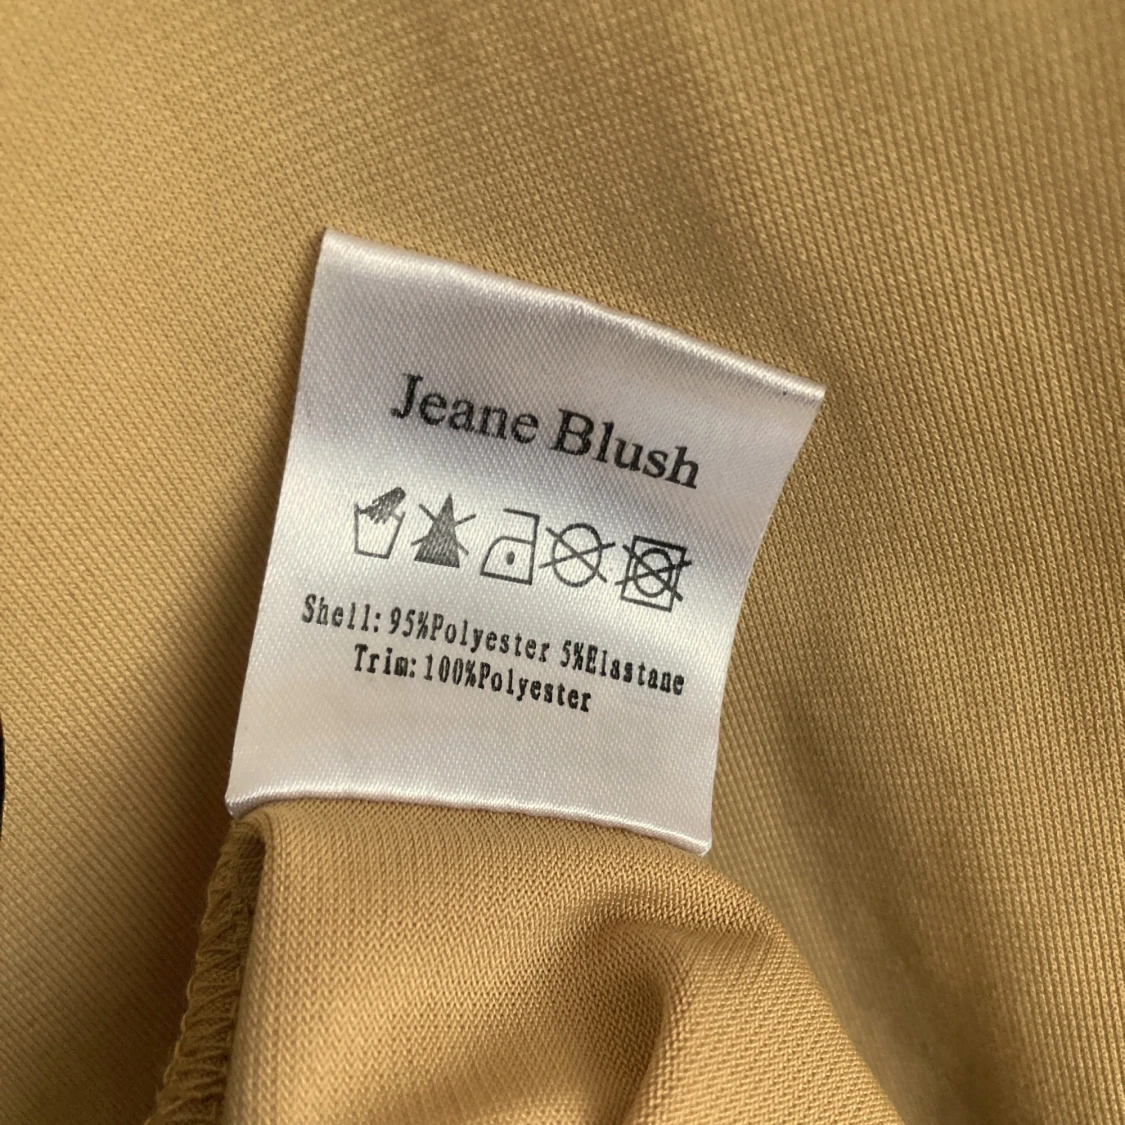 Jeane Blush
Shell: 95%Polyester 5%Elastane
Trim: 100%Polyester